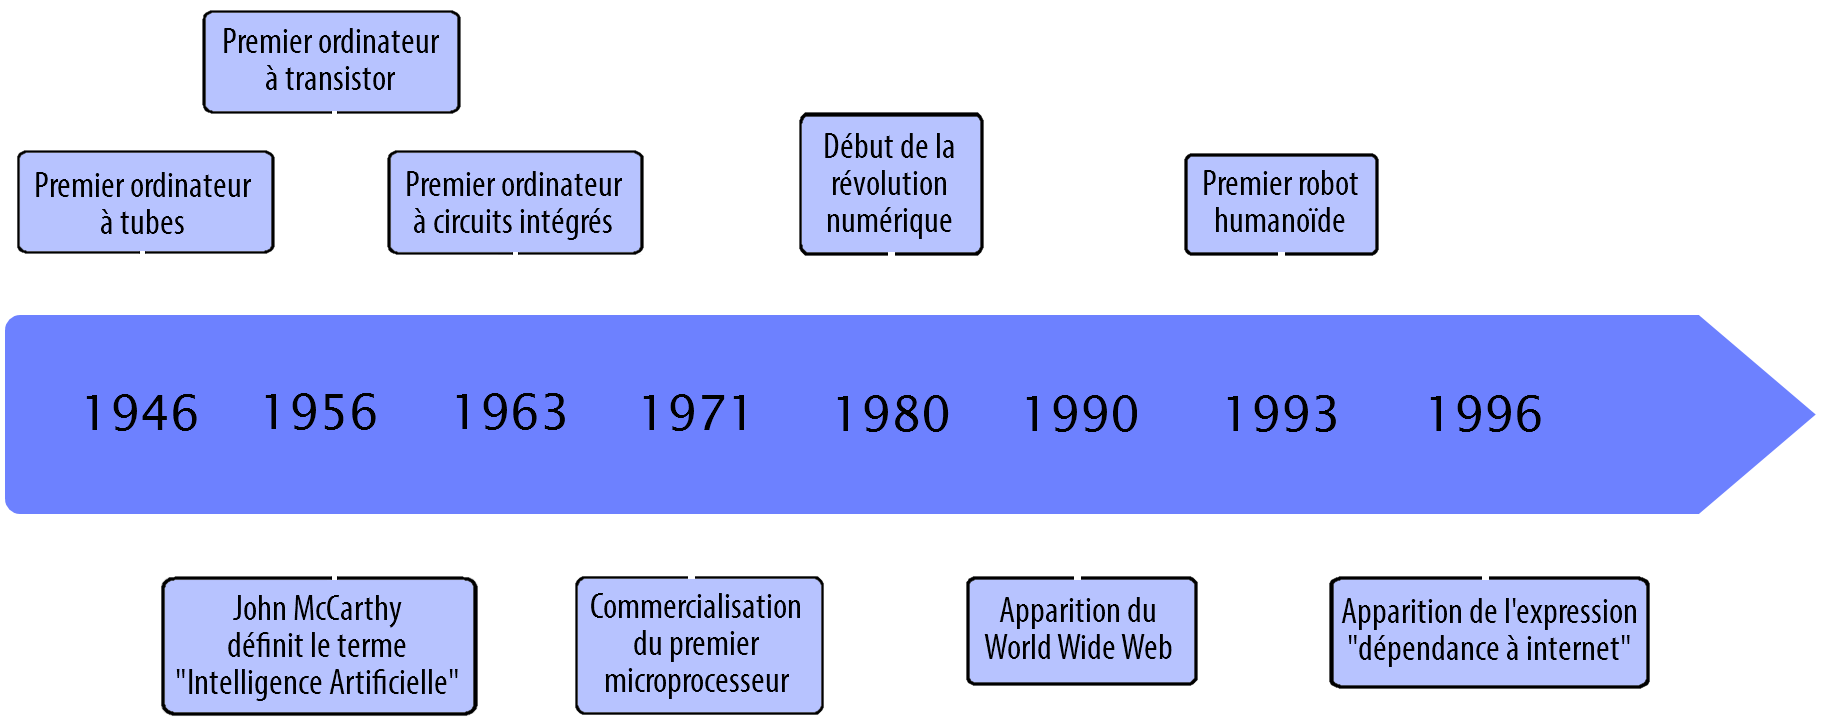 Premier ordinateur
à transistor
Premier ordinateur
à tubes
Premier ordinateur
à circuits intégrés
Début de la
révolution
numérique
Premier robot
humanoïde
1946 1956 1963 1971 1980 1990 1993 1996
John McCarthy
définit le terme
"Intelligence Artificielle"
Commercialisation
du premier
microprocesseur
Apparition du
World Wide Web
Apparition de l'expression
"dépendance à internet"